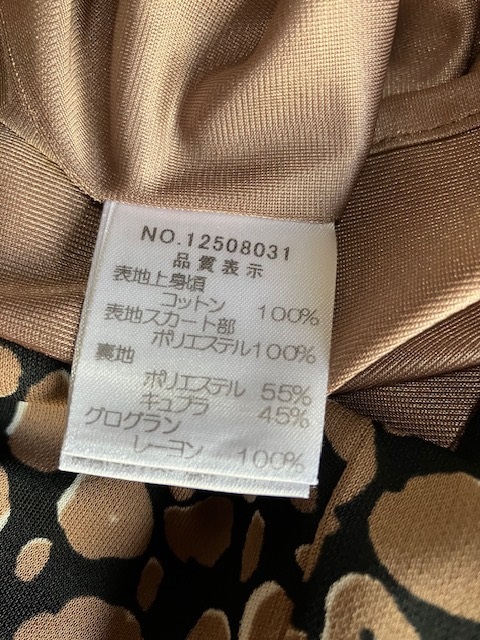 NO.12508031
品質表示
表地上身頃
コットン 100%
表地スカート部
ポリエステル100%
裏地
ポリエステル 55%
キュプラ 45%
グログラン
レーヨン 100%